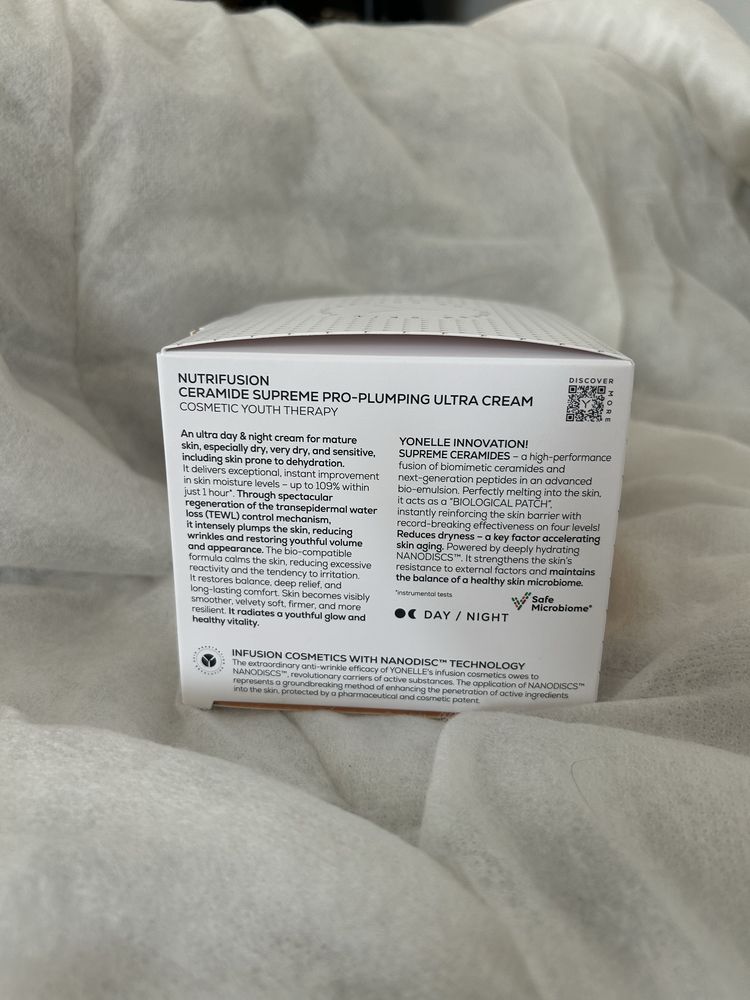 NUTRIFUSION
CERAMIDE SUPREME PRO-PLUMPING ULTRA CREAM
COSMETIC YOUTH THERAPY
DISCOVER
MORE
An ultra day & night cream for mature
skin, especially dry, very dry, and sensitive,
including skin prone to dehydration.
It delivers exceptional, instant improvement
in skin moisture levels – up to 109% within
just 1 hour*. Through spectacular
regeneration of the transepidermal water
loss (TEWL) control mechanism,
it intensely plumps the skin, reducing
wrinkles and restoring youthful volume
and appearance. The bio-compatible
formula calms the skin, reducing excessive
reactivity and the tendency to irritation.
It restores balance, deep relief, and
long-lasting comfort. Skin becomes visibly
smoother, velvety soft, firmer, and more
resilient. It radiates a youthful glow and
healthy vitality.
YONELLE INNOVATION!
SUPREME CERAMIDES – a high-performance
fusion of biomimetic ceramides and
next-generation peptides in an advanced
bio-emulsion. Perfectly melting into the skin,
it acts as a "BIOLOGICAL PATCH",
instantly reinforcing the skin barrier with
record-breaking effectiveness on four levels!
Reduces dryness – a key factor accelerating
skin aging. Powered by deeply hydrating
NANODISCS™. It strengthens the skin's
resistance to external factors and maintains
the balance of a healthy skin microbiome.
*instrumental tests
DAY / NIGHT
Safe
Microbiome*
INFUSION COSMETICS WITH NANODISC™ TECHNOLOGY
The extraordinary anti-wrinkle efficacy of YONELLE's infusion cosmetics owes to
NANODISCS™, revolutionary carriers of active substances. The application of NANODISCS™
represents a groundbreaking method of enhancing the penetration of active ingredients
into the skin, protected by a pharmaceutical and cosmetic patent.